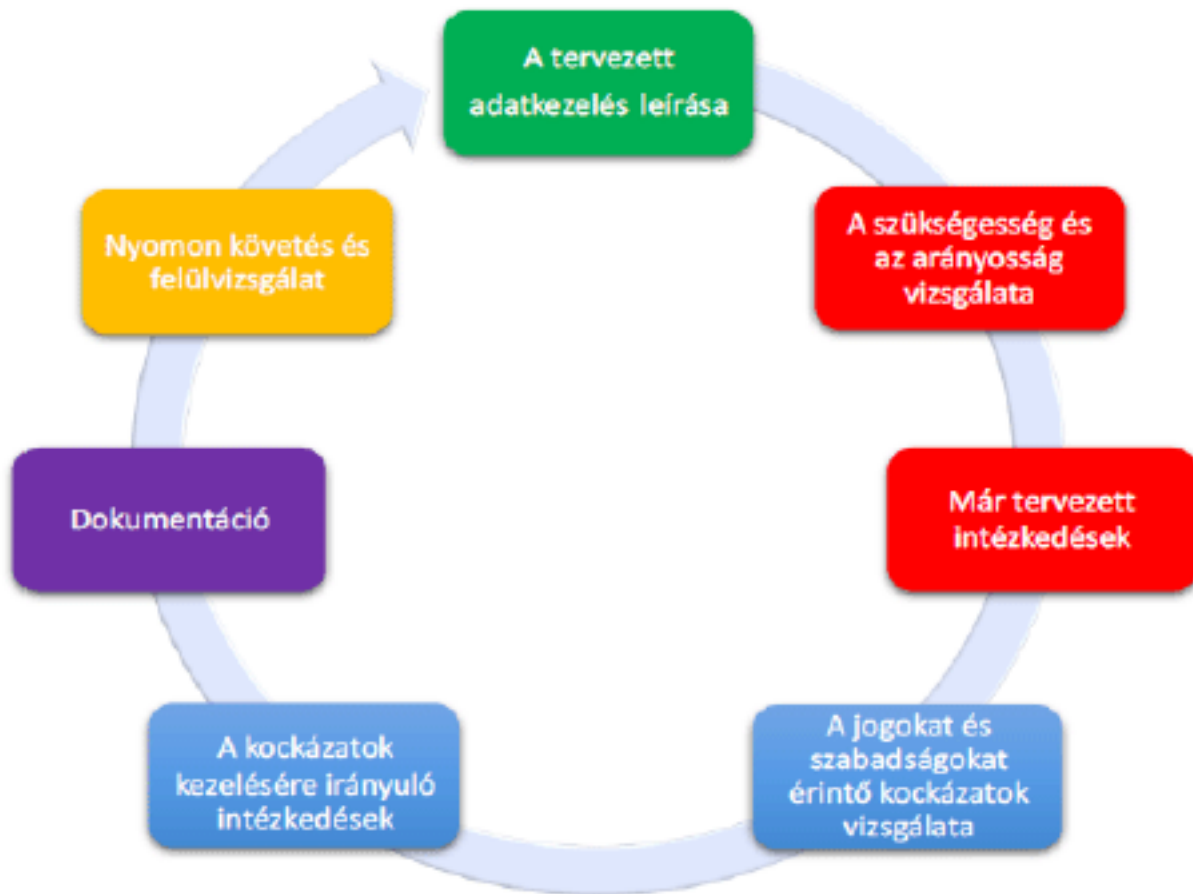 A tervezett
adatkezelés leírása
A szükségesség és
az arányosság
vizsgálata
Már tervezett
intézkedések
A jogokat és
szabadságokat
érintő kockázatok
vizsgálata
A kockázatok
kezelésére irányuló
intézkedések
Dokumentáció
Nyomon követés és
felülvizsgálat